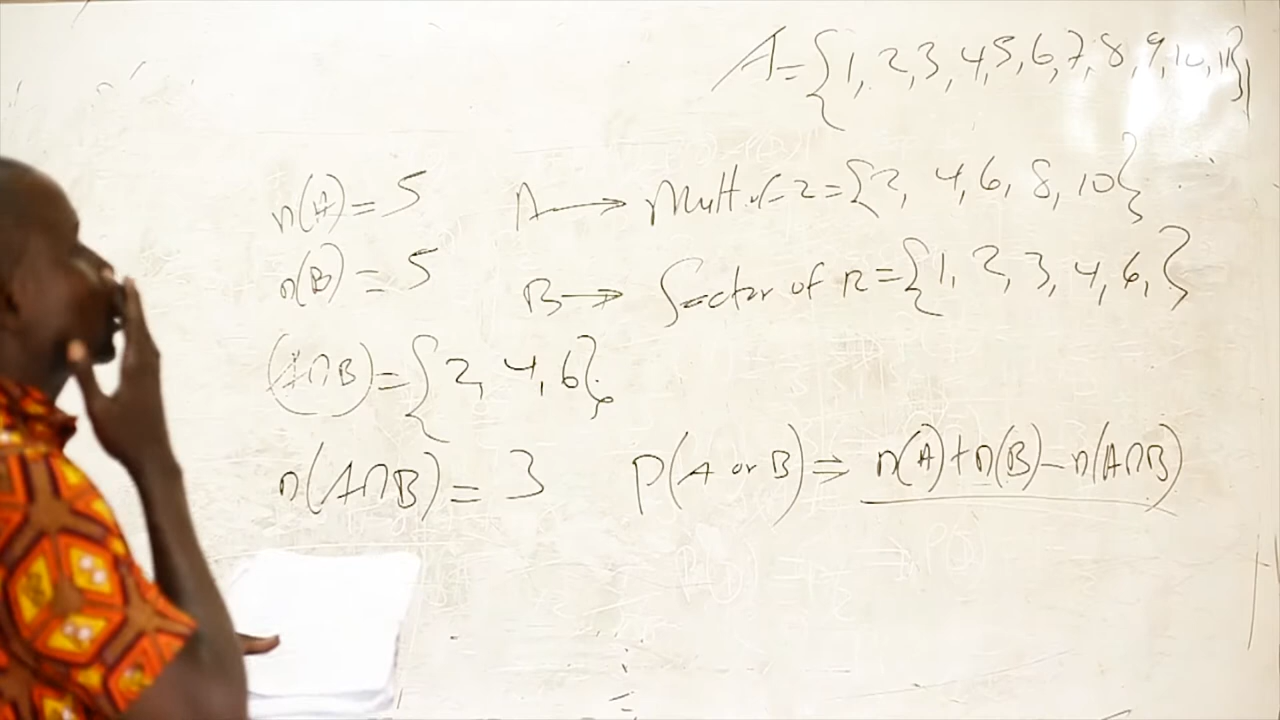 A={1,2,3,4,5,6,7,8,9,10,11}
n(A)=5 A→Mult.of 2={2,4,6,8,10}
n(B)=5 B→factor of 12={1,2,3,4,6,}
(A∩B)={2,4,6}
n(A∩B)=3 P(A or B)⇒n(A)+n(B)-n(A∩B)